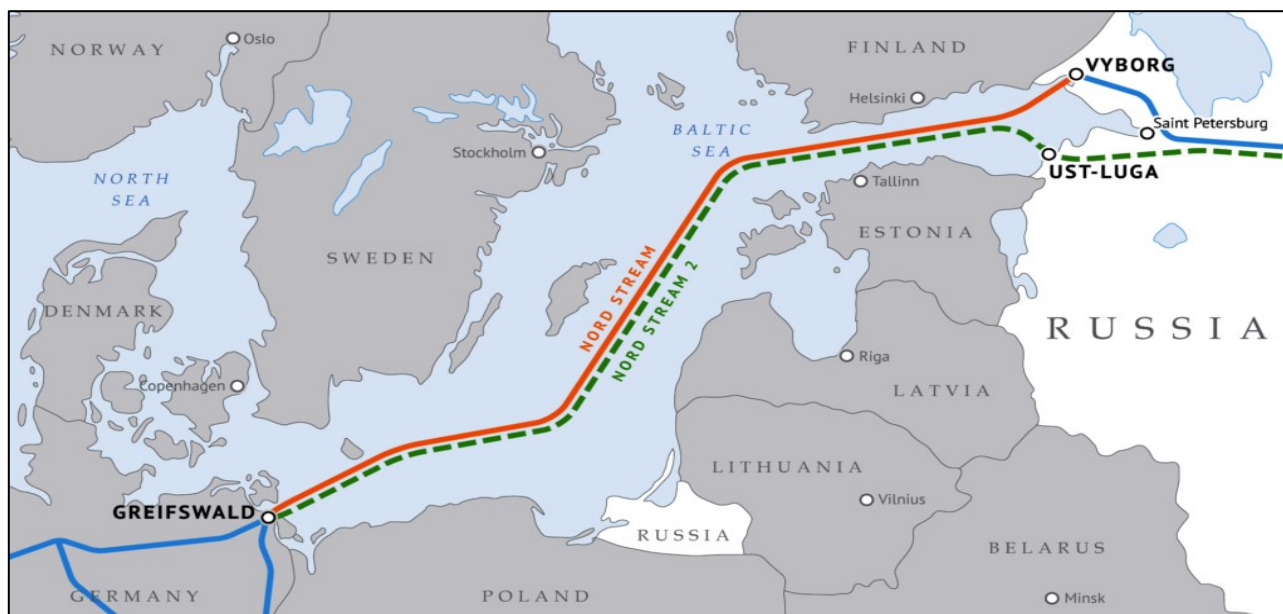 NORWAY
Oslo
FINLAND
VYBORG
Helsinki
Saint Petersburg
BALTIC
SEA
Stockholm
UST-LUGA
NORTH
SEA
Tallinn
ESTONIA
SWEDEN
NORD STREAM
NORD STREAM 2
DENMARK
RUSSIA
Riga
Copenhagen
LATVIA
LITHUANIA
Vilnius
GREIFSWALD
RUSSIA
BELARUS
GERMANY
POLAND
Minsk